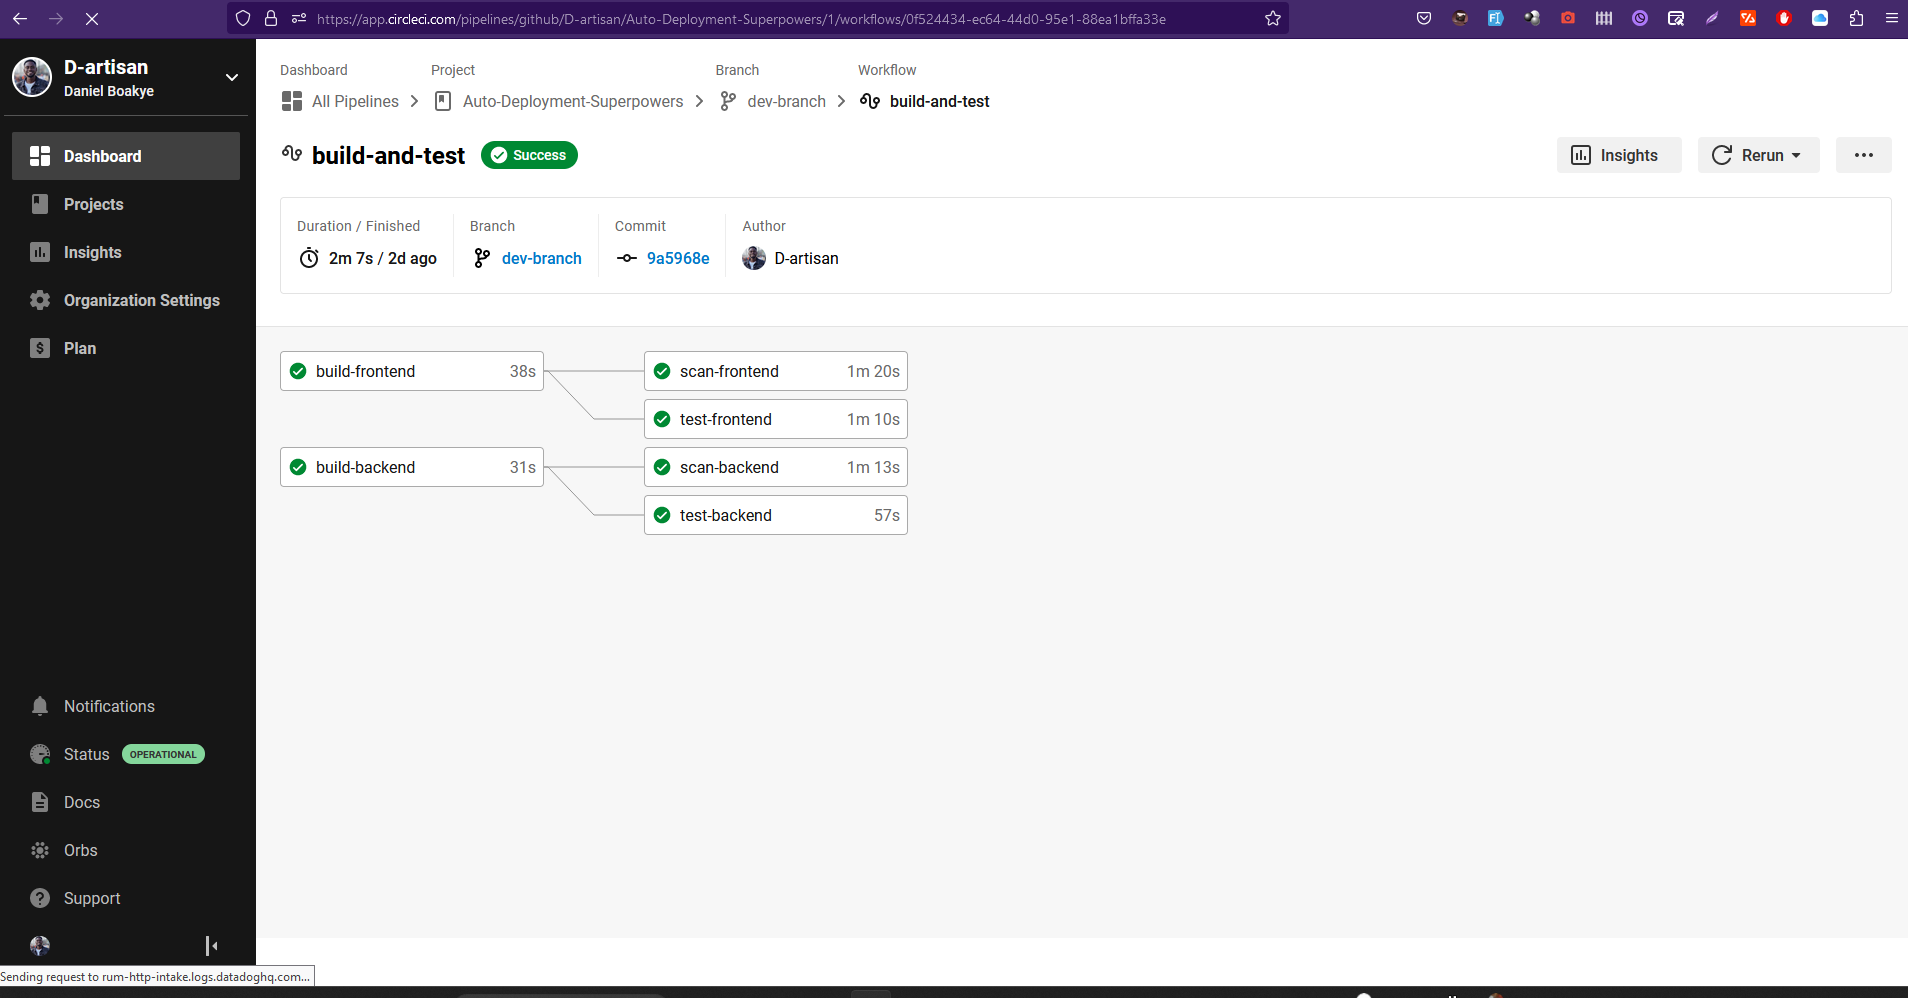 https://app.circleci.com/pipelines/github/D-artisan/Auto-Deployment-Superpowers/1/workflows/0f524434-ec64-44d0-95e1-88ea1bffa33e
D-artisan
Daniel Boakye
Dashboard
Projects
Insights
Organization Settings
$ Plan
Notifications
Status OPERATIONAL
Docs
Orbs
? Support
Sending request to rum-http-intake.logs.datadoghq.com...
Dashboard Project Branch Workflow
All Pipelines Auto-Deployment-Superpowers dev-branch build-and-test
build-and-test Success Insights Rerun
Duration / Finished Branch Commit Author
2m 7s / 2d ago dev-branch 9a5968e D-artisan
build-frontend 38s scan-frontend 1m 20s
test-frontend 1m 10s
build-backend 31s scan-backend 1m 13s
test-backend 57s